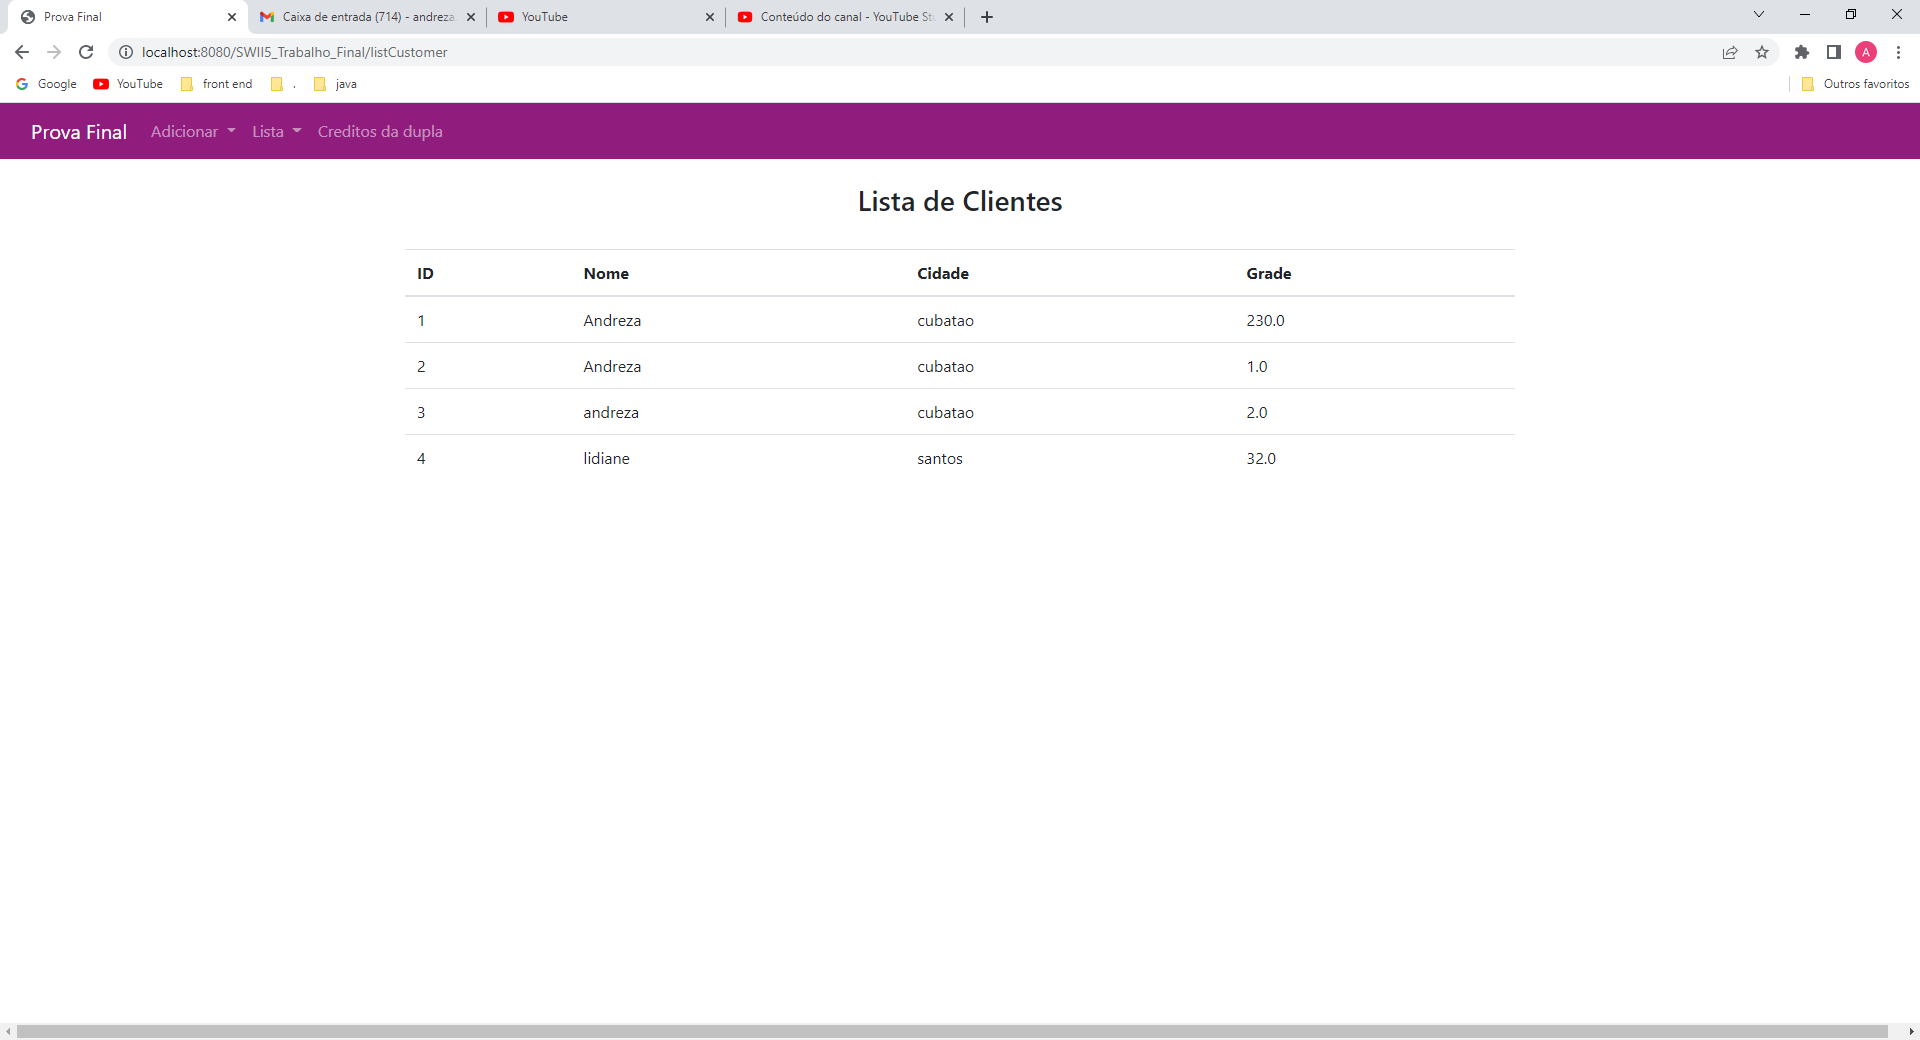 Prova Final
Caixa de entrada (714) - andreza.
YouTube
Conteúdo do canal - YouTube St
localhost:8080/SWII5_Trabalho_Final/listCustomer
A
Google YouTube front end . java Outros favoritos
Prova Final Adicionar Lista Creditos da dupla
Lista de Clientes
ID Nome Cidade Grade
1 Andreza cubatao 230.0
2 Andreza cubatao 1.0
3 andreza cubatao 2.0
4 lidiane santos 32.0